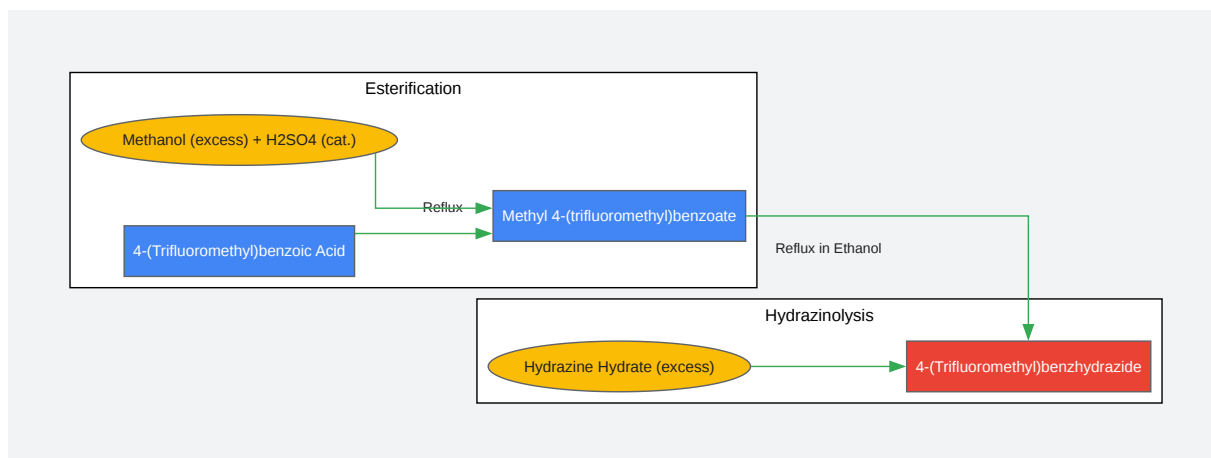 Esterification
Methanol (excess) + H2SO4 (cat.)
Reflux
Methyl 4-(trifluoromethyl)benzoate
4-(Trifluoromethyl)benzoic Acid
Reflux in Ethanol
Hydrazinolysis
Hydrazine Hydrate (excess)
4-(Trifluoromethyl)benzhydrazide